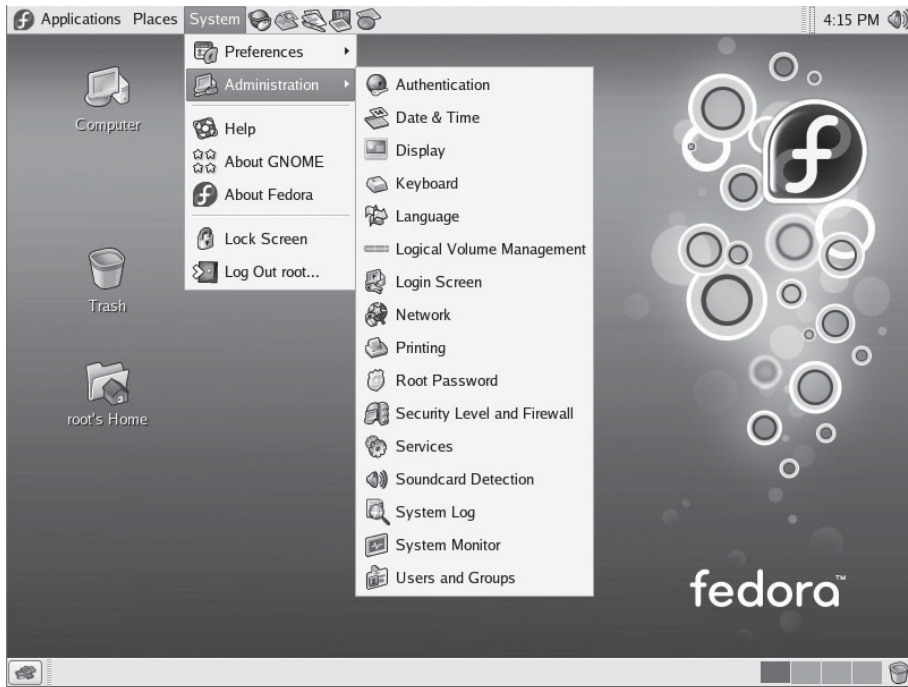 Applications Places System 4:15 PM
Preferences
Administration
Help
About GNOME
About Fedora
Lock Screen
Log Out root...
Authentication
Date & Time
Display
Keyboard
Language
Logical Volume Management
Login Screen
Network
Printing
Root Password
Security Level and Firewall
Services
Soundcard Detection
System Log
System Monitor
Users and Groups
Computer
Trash
root's Home
fedora™